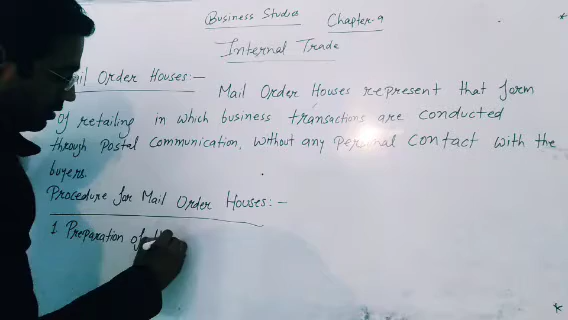 Business Studies Chapter-9
Internal Trade
ail Order Houses:- Mail Order Houses represent that form
of retailing in which business transactions are conducted
through Postal Communication, without any Personal Contact with the
buyers.
Procedure for Mail Order Houses:-
1. Preparation of